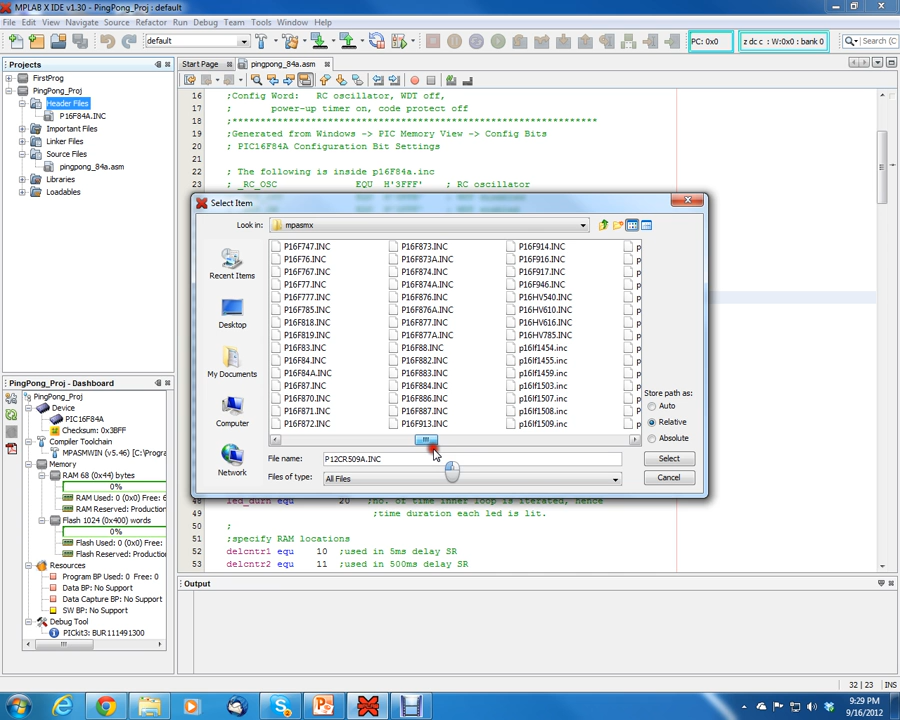 MPLAB X IDE v1.30 - PingPong_Proj : default
File Edit View Navigate Source Refactor Run Debug Team Tools Window Help
default
PC: 0x0
z dc c : W:0x0 : bank 0
Search (C
Projects
FirstProg
PingPong_Proj
Header Files
P16F84A.INC
Important Files
Linker Files
Source Files
pingpong_84a.asm
Libraries
Loadables
Start Page
pingpong_84a.asm
16 ;Config Word: RC oscillator, WDT off,
17 ; power-up timer on, code protect off
18 ;************************************************************
19 ;Generated from Windows -> PIC Memory View -> Config Bits
20 ; PIC16F84A Configuration Bit Settings
21
22 ; The following is inside p16F84a.inc
23 ; _RC_OSC EQU H'3FFF' ; RC oscillator
Select Item
Look in: mpasmx
Recent Items
Desktop
My Documents
Computer
Network
P16F747.INC P16F873.INC P16F914.INC p
P16F76.INC P16F873A.INC P16F916.INC p
P16F767.INC P16F874.INC P16F917.INC p
P16F77.INC P16F874A.INC P16F946.INC p
P16F777.INC P16F876.INC P16HV540.INC p
P16F785.INC P16F876A.INC P16HV610.INC p
P16F818.INC P16F877.INC P16HV616.INC p
P16F819.INC P16F877A.INC P16HV785.INC p
P16F83.INC P16F88.INC p16lf1454.inc p
P16F84.INC P16F882.INC p16lf1455.inc p
P16F84A.INC P16F883.INC p16lf1459.inc p
P16F87.INC P16F884.INC p16lf1503.inc p
P16F870.INC P16F886.INC p16lf1507.inc p
P16F871.INC P16F887.INC p16lf1508.inc p
P16F872.INC P16F913.INC p16lf1509.inc p
Store path as:
Auto
Relative
Absolute
File name: P12CR509A.INC
Select
Files of type: All Files
Cancel
48 led_durn equ 20 ;no. of time inner loop is iterated, hence
49 ;time duration each led is lit.
50 ;
51 ;specify RAM locations
52 delcntr1 equ 10 ;used in 5ms delay SR
53 delcntr2 equ 11 ;used in 500ms delay SR
PingPong_Proj - Dashboard
PingPong_Proj
Device
PIC16F84A
Checksum: 0x3BFF
Compiler Toolchain
MPASMWIN (v5.46) [C:\Progra
Memory
RAM 68 (0x44) bytes
0%
RAM Used: 0 (0x0) Free: 6
RAM Reserved: Productio
Flash 1024 (0x400) words
0%
Flash Used: 0 (0x0) Free:
Flash Reserved: Productio
Resources
Program BP Used: 0 Free: 0
Data BP: No Support
Data Capture BP: No Support
SW BP: No Support
Debug Tool
PICkit3: BUR111491300
Output
32 | 23 INS
9:29 PM
9/16/2012